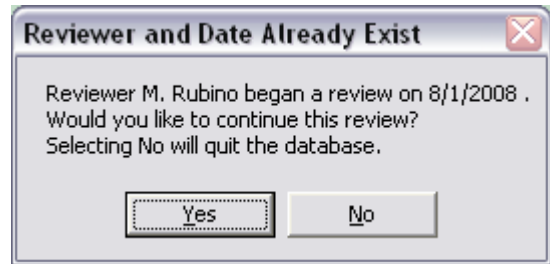 Reviewer and Date Already Exist
Reviewer M. Rubino began a review on 8/1/2008 .
Would you like to continue this review?
Selecting No will quit the database.
Yes No